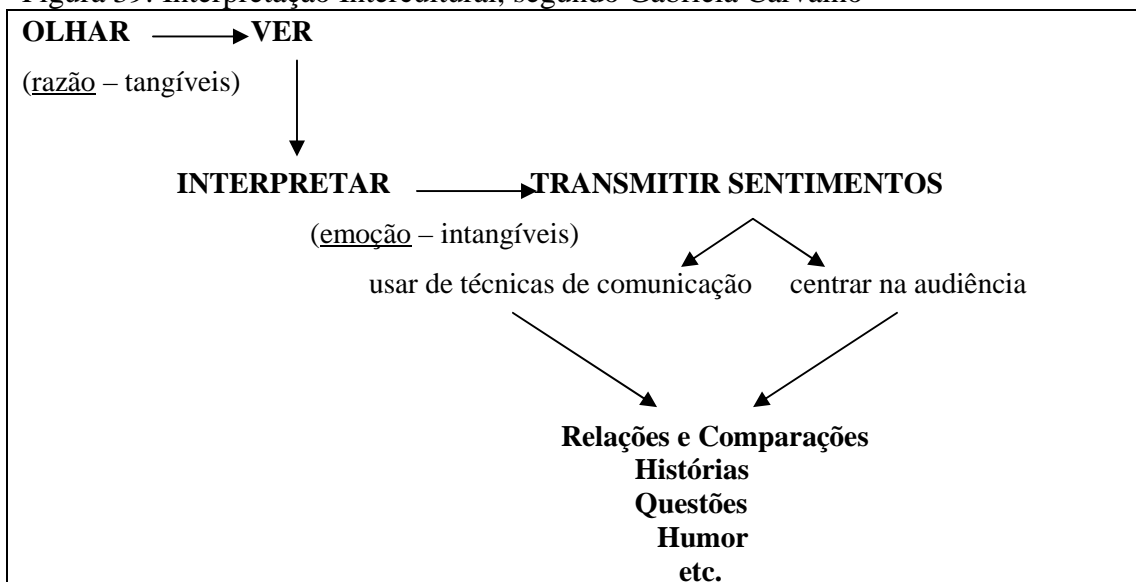 Figura 39: Interpretação Intercultural, segundo Gabriela Carvalho
OLHAR VER
(razão – tangíveis)
INTERPRETAR TRANSMITIR SENTIMENTOS
(emoção – intangíveis)
usar de técnicas de comunicação centrar na audiência
Relações e Comparações
Histórias
Questões
Humor
etc.